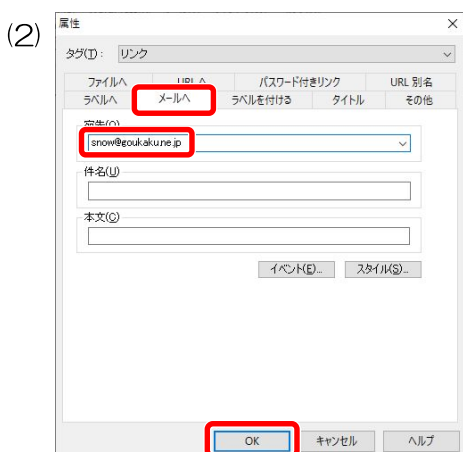 (2)
属性
タグ(T): リンク
ファイルへ URL へ パスワード付きリンク URL 別名
ラベルへ メールへ ラベルを付ける タイトル その他
宛先(O)
snow@goukaku.ne.jp
件名(U)
本文(C)
イベント(E)... スタイル(S)...
OK キャンセル ヘルプ